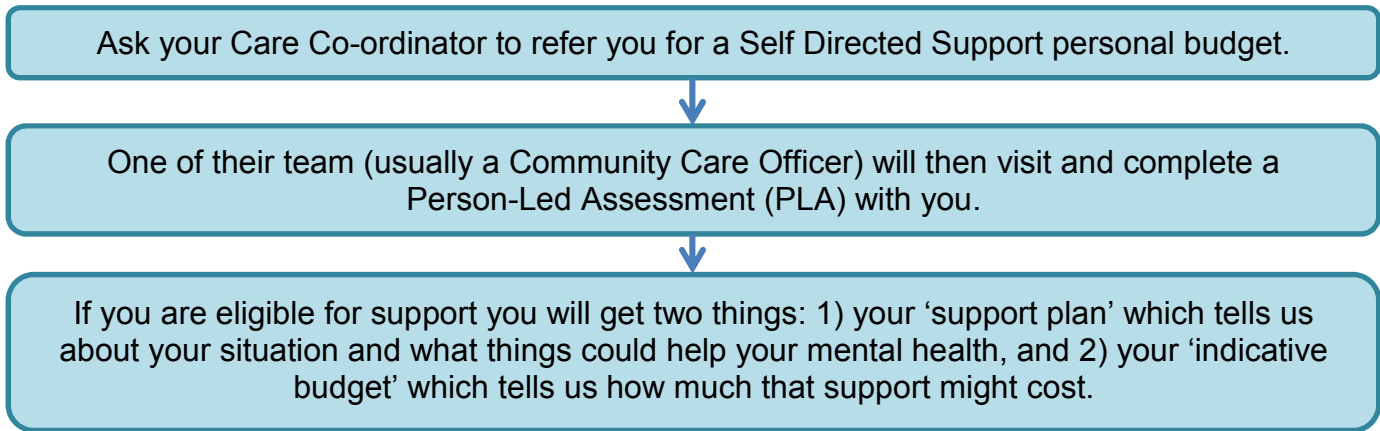 Ask your Care Co-ordinator to refer you for a Self Directed Support personal budget.
One of their team (usually a Community Care Officer) will then visit and complete a
Person-Led Assessment (PLA) with you.
If you are eligible for support you will get two things: 1) your ‘support plan’ which tells us
about your situation and what things could help your mental health, and 2) your ‘indicative
budget’ which tells us how much that support might cost.